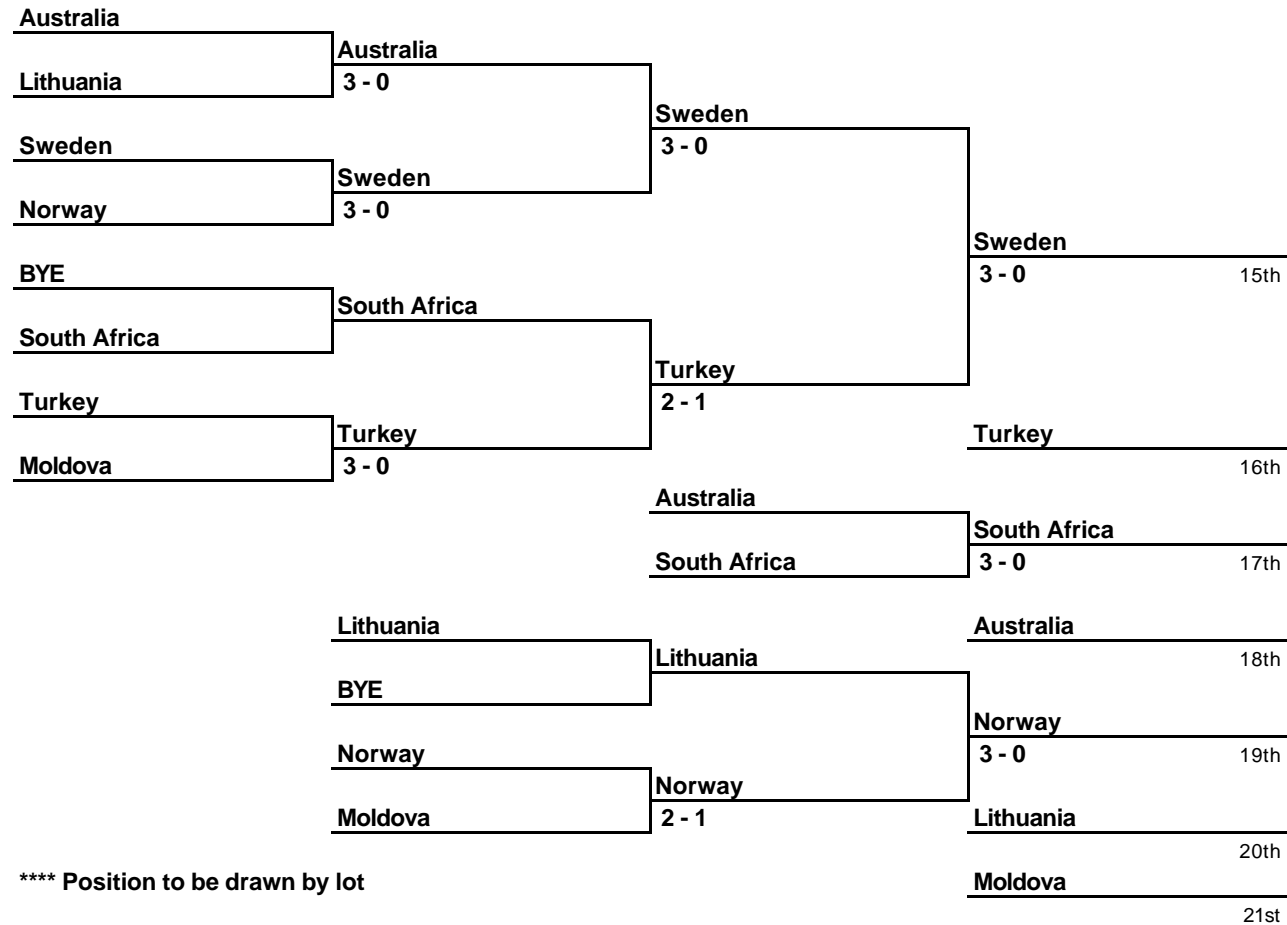 Australia
Australia
Lithuania 3 - 0
Sweden
Sweden 3 - 0
Sweden
Norway 3 - 0
Sweden
BYE 3 - 0 15th
South Africa
South Africa
Turkey
Turkey 2 - 1
Turkey Turkey
Moldova 3 - 0 16th
Australia
South Africa
South Africa 3 - 0 17th
Lithuania Australia
Lithuania 18th
BYE
Norway
Norway 3 - 0 19th
Norway
Moldova 2 - 1 Lithuania
20th
**** Position to be drawn by lot Moldova
21st